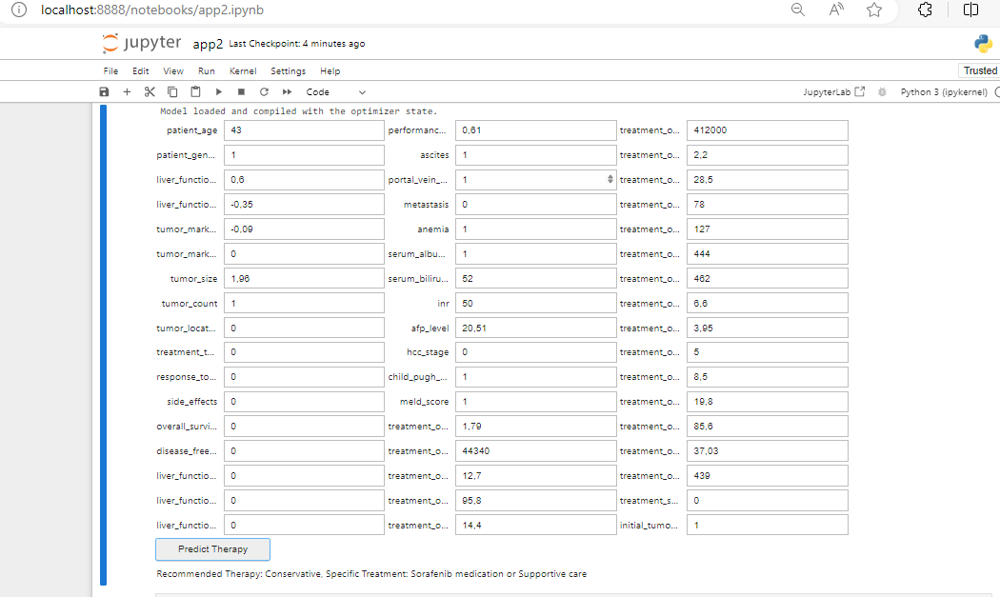 localhost:8888/notebooks/app2.ipynb
jupyter app2 Last Checkpoint: 4 minutes ago
File Edit View Run Kernel Settings Help
Trusted
Code
JupyterLab
Python 3 (ipykernel)
Model loaded and compiled with the optimizer state.
patient_age 43 performanc... 0,61 treatment_o... 412000
patient_gen... 1 ascites 1 treatment_o... 2,2
liver_functio... 0,6 portal_vein_... 1 treatment_o... 28,5
liver_functio... -0,35 metastasis 0 treatment_o... 78
tumor_mark... -0,09 anemia 1 treatment_o... 127
tumor_mark... 0 serum_albu... 1 treatment_o... 444
tumor_size 1,96 serum_biliru... 52 treatment_o... 462
tumor_count 1 inr 50 treatment_o... 6,6
tumor_locat... 0 afp_level 20,51 treatment_o... 3,95
treatment_t... 0 hcc_stage 0 treatment_o... 5
response_to... 0 child_pugh_... 1 treatment_o... 8,5
side_effects 0 meld_score 1 treatment_o... 19,8
overall_survi... 0 treatment_o... 1,79 treatment_o... 85,6
disease_free... 0 treatment_o... 44340 treatment_o... 37,03
liver_functio... 0 treatment_o... 12,7 treatment_o... 439
liver_functio... 0 treatment_o... 95,8 treatment_s... 0
liver_functio... 0 treatment_o... 14,4 initial_tumo... 1
Predict Therapy
Recommended Therapy: Conservative, Specific Treatment: Sorafenib medication or Supportive care